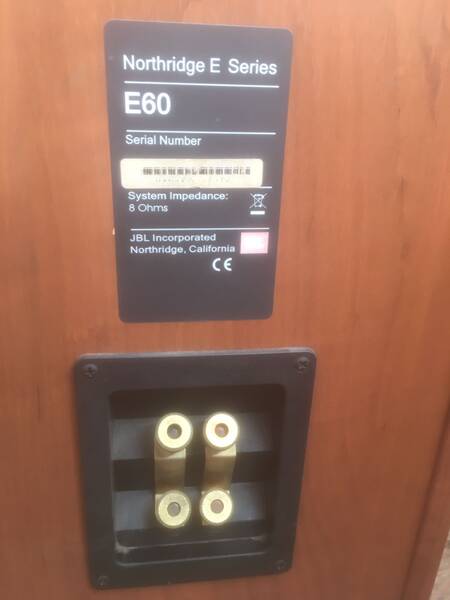 Northridge E Series
E60
Serial Number
System Impedance:
8 Ohms
JBL Incorporated
Northridge, California
CE